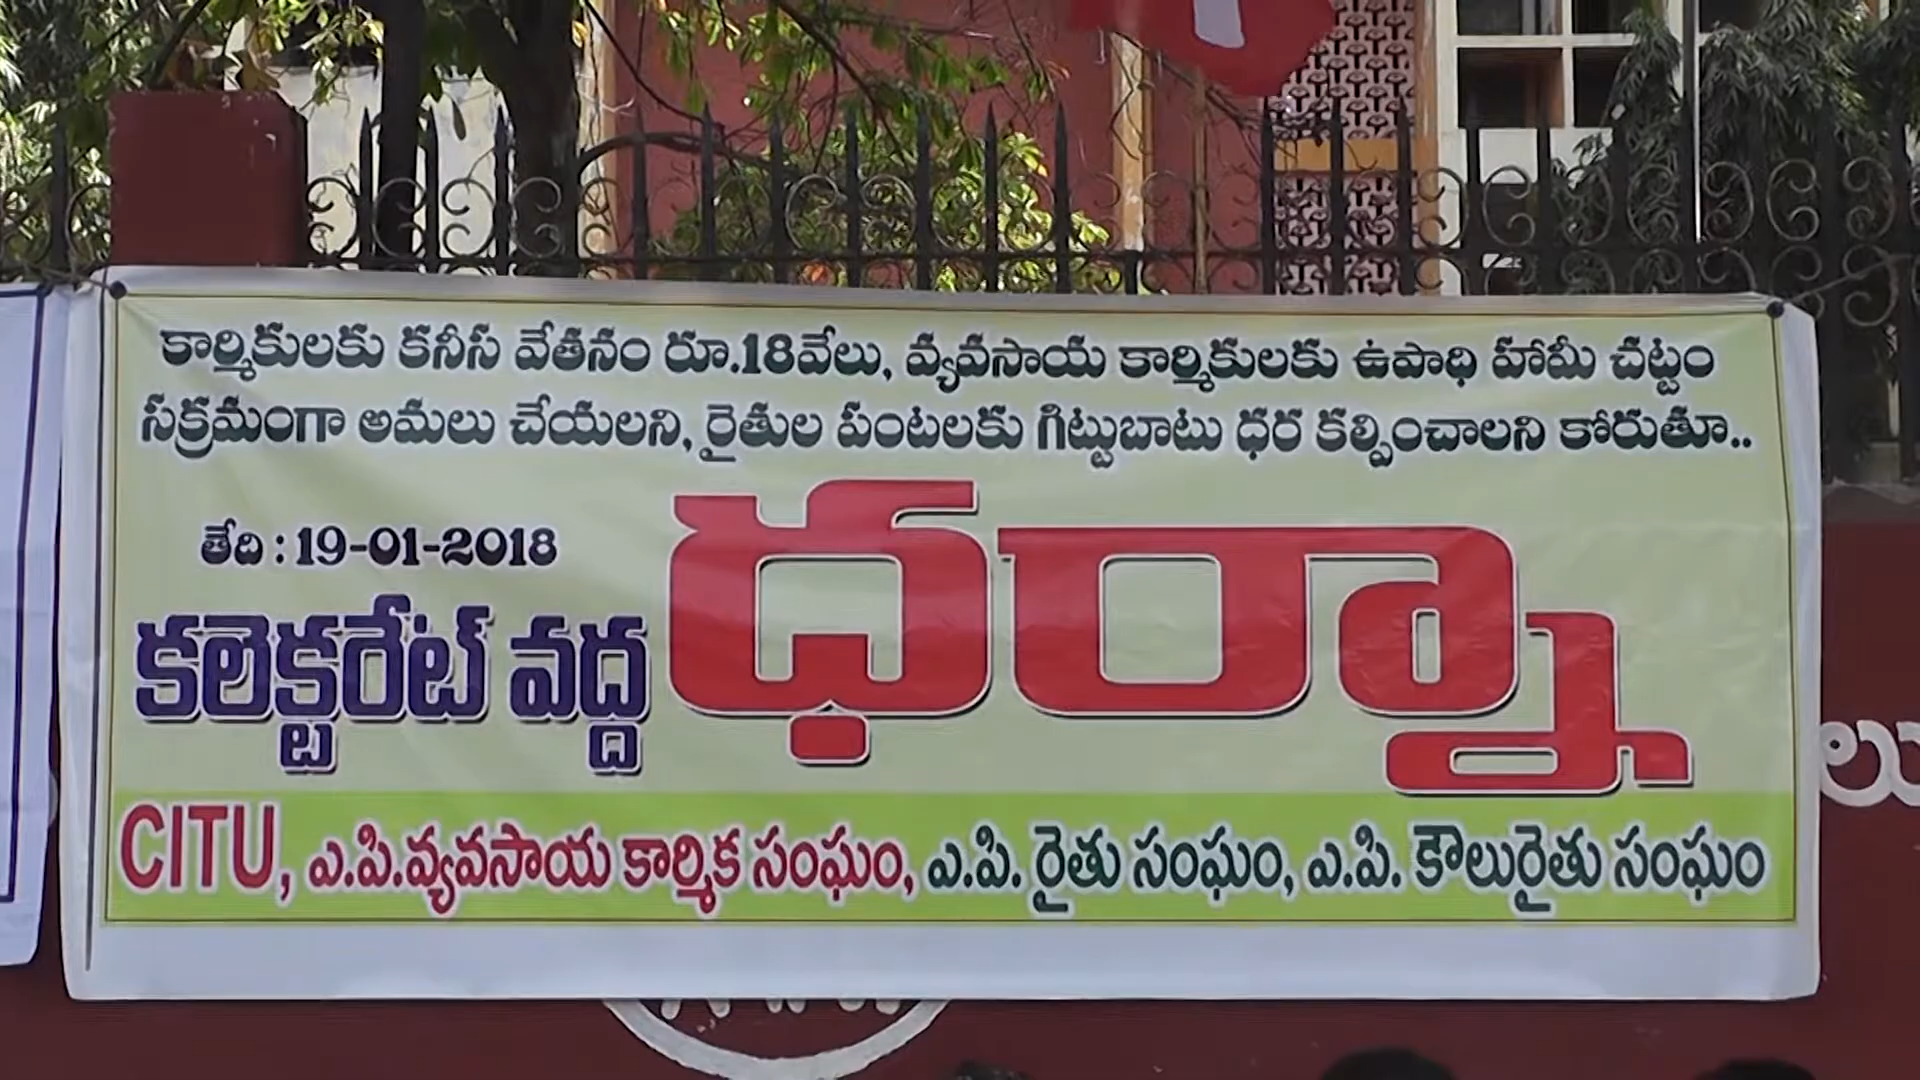 కార్మికులకు కనీస వేతనం రూ.18వేలు, వ్యవసాయ కార్మికులకు ఉపాధి హామీ చట్టం
సక్రమంగా అమలు చేయలని, రైతుల పంటలకు గిట్టుబాటు ధర కల్పించాలని కోరుతూ..
తేది : 19-01-2018
కలెక్టరేట్ వద్ద ధర్నా
CITU, ఎ.పి.వ్యవసాయ కార్మిక సంఘం, ఎ.పి. రైతు సంఘం, ఎ.పి. కౌలురైతు సంఘం